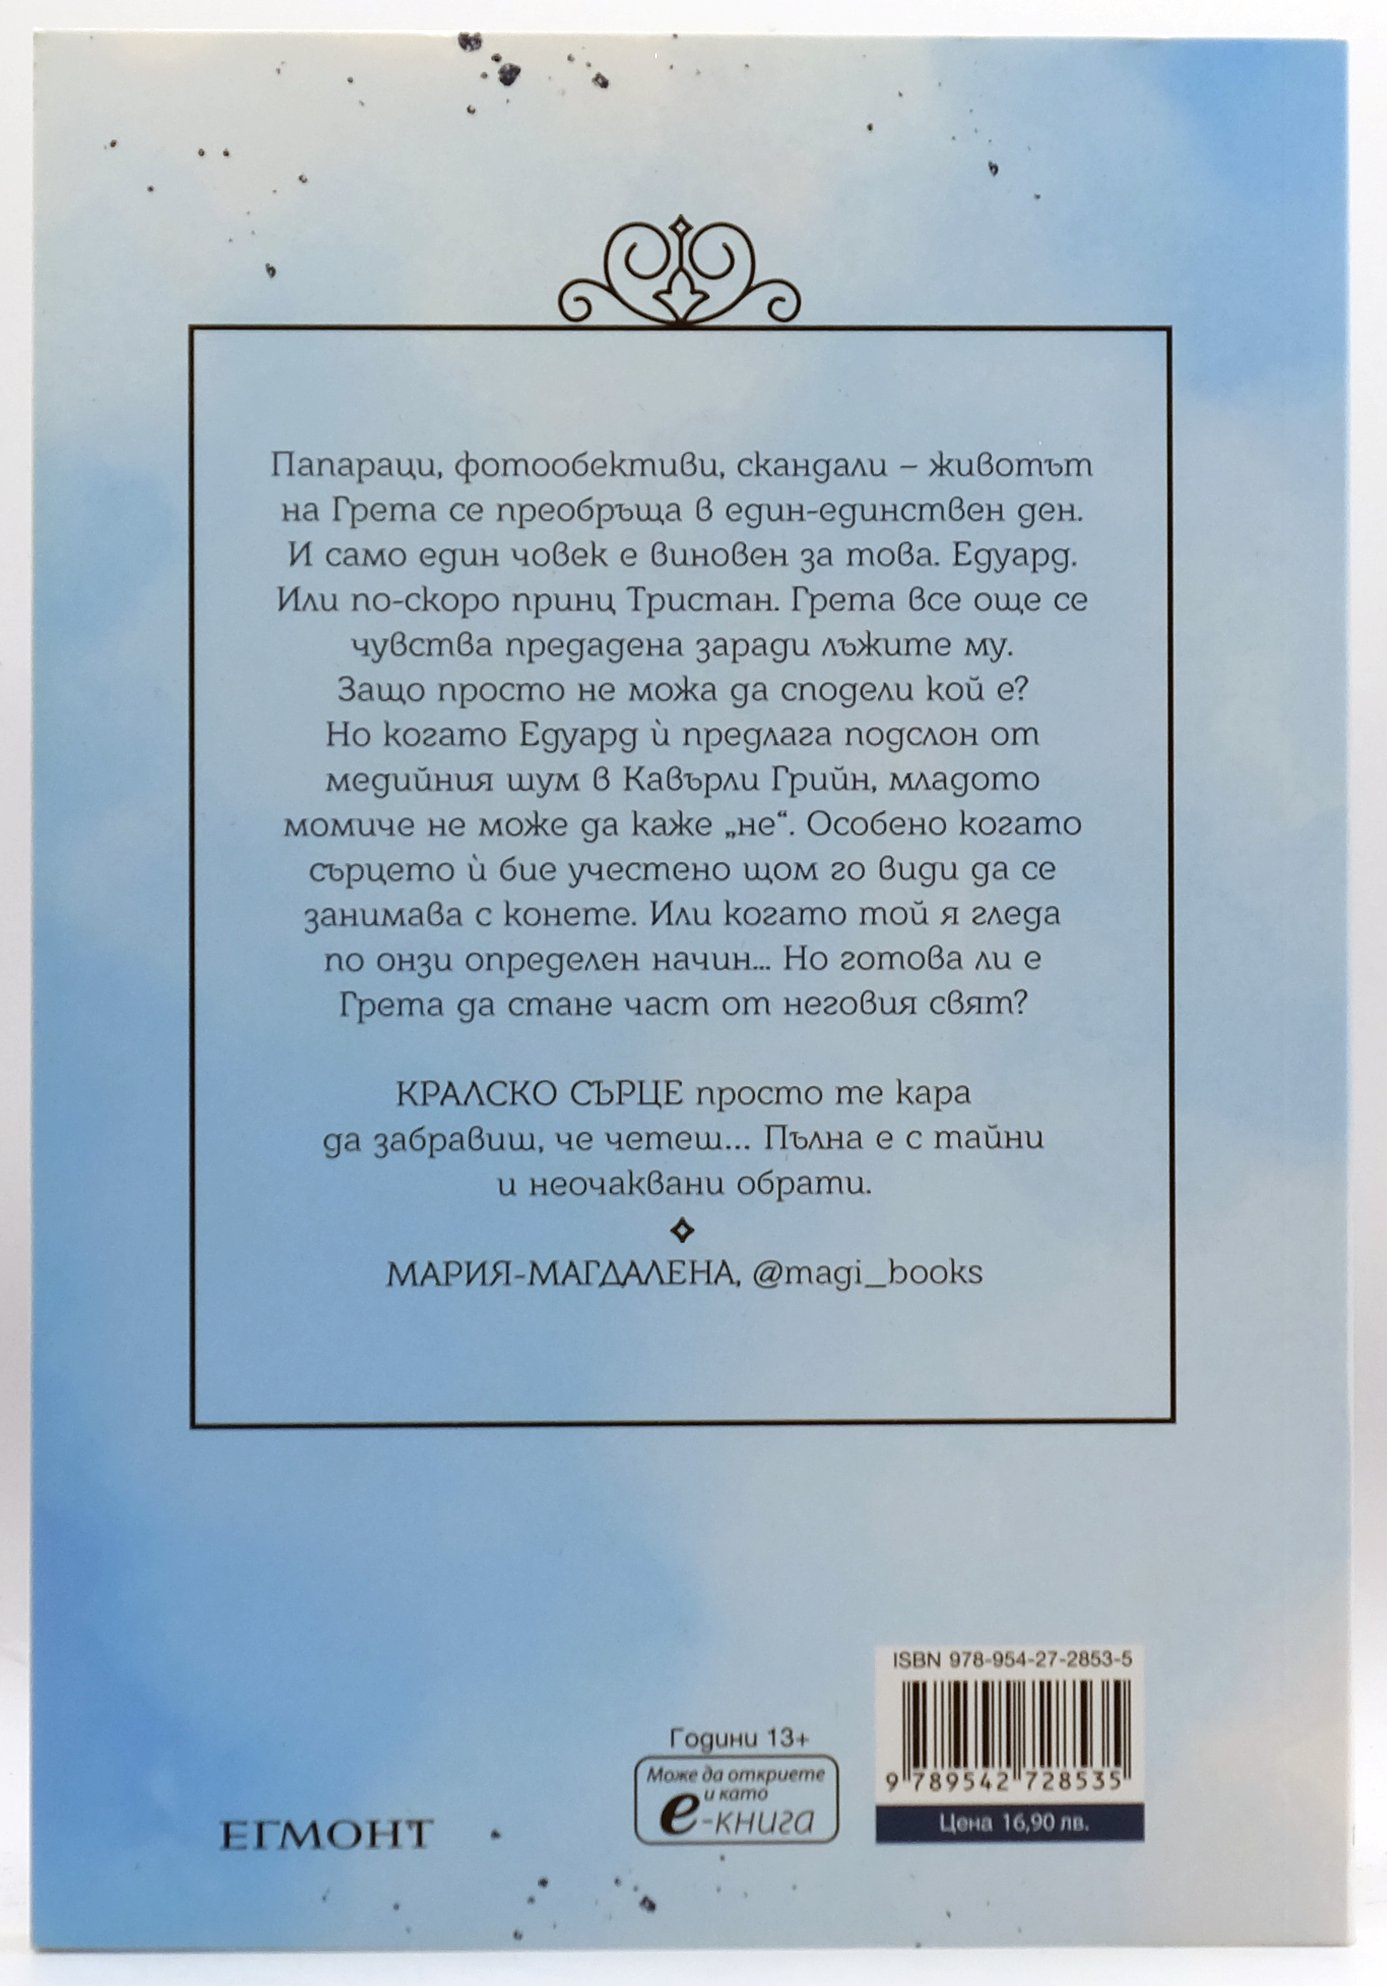 Папараци, фотообективи, скандали – животът
на Грета се преобръща в един-единствен ден.
И само един човек е виновен за това. Едуард.
Или по-скоро принц Тристан. Грета все още се
чувства предадена заради лъжите му.
Защо просто не можа да сподели кой е?
Но когато Едуард ѝ предлага подслон от
медийния шум в Кавърли Грийн, младото
момиче не може да каже „не“. Особено когато
сърцето ѝ бие учестено щом го види да се
занимава с конете. Или когато той я гледа
по онзи определен начин... Но готова ли е
Грета да стане част от неговия свят?
КРАЛСКО СЪРЦЕ просто те кара
да забравиш, че четеш... Пълна е с тайни
и неочаквани обрати.
МАРИЯ-МАГДАЛЕНА, @magi_books
ISBN 978-954-27-2853-5
9 789542 728535
Цена 16,90 лв.
Години 13+
Може да откриете
и като
е-книга
ЕГМОНТ